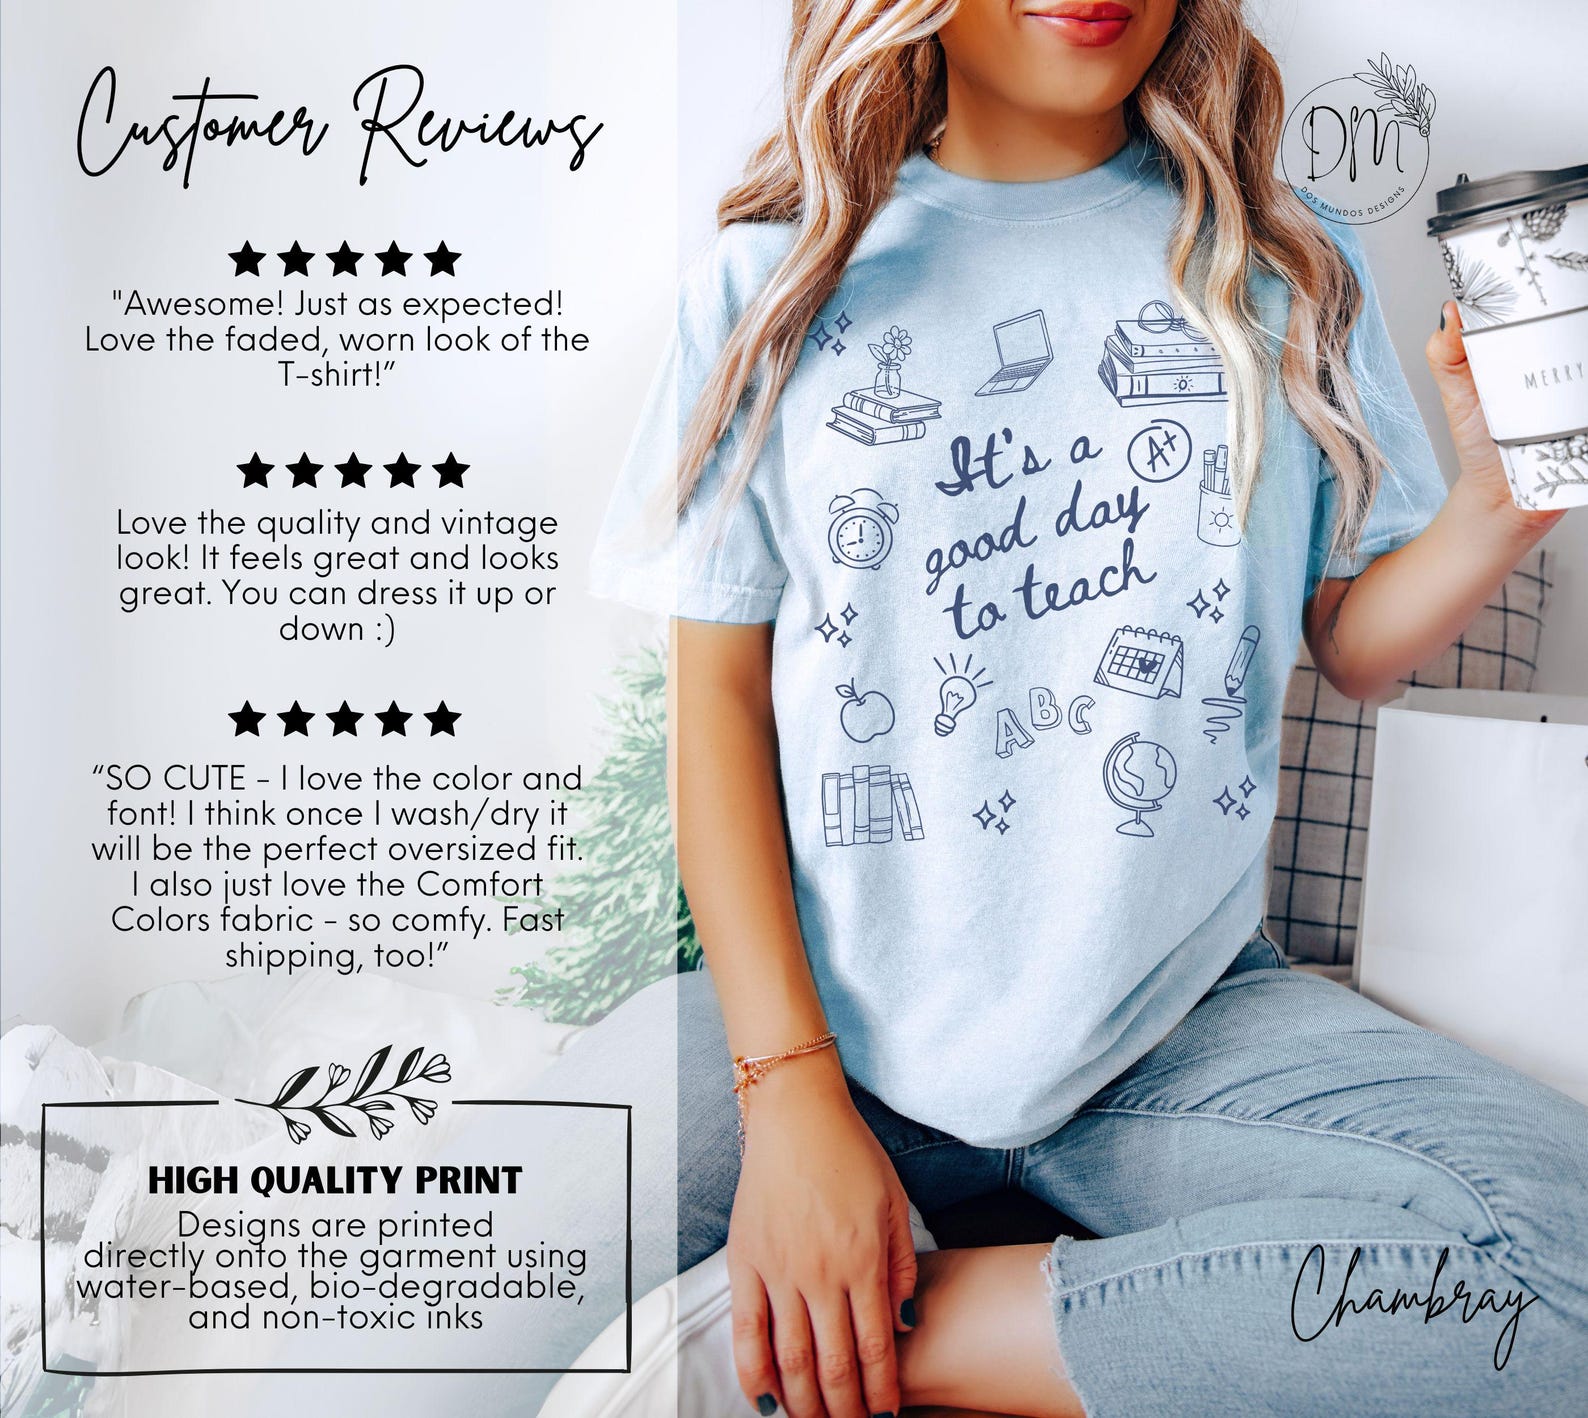 Customer Reviews
"Awesome! Just as expected!
Love the faded, worn look of the
T-shirt!”
Love the quality and vintage
look! It feels great and looks
great. You can dress it up or
down :)
“SO CUTE - I love the color and
font! I think once I wash/dry it
will be the perfect oversized fit.
I also just love the Comfort
Colors fabric - so comfy. Fast
shipping, too!”
HIGH QUALITY PRINT
Designs are printed
directly onto the garment using
water-based, bio-degradable,
and non-toxic inks
DM
DOS MUNDOS DESIGNS
MERRY
It's a
A+
good day
to teach
ABC
Chambray